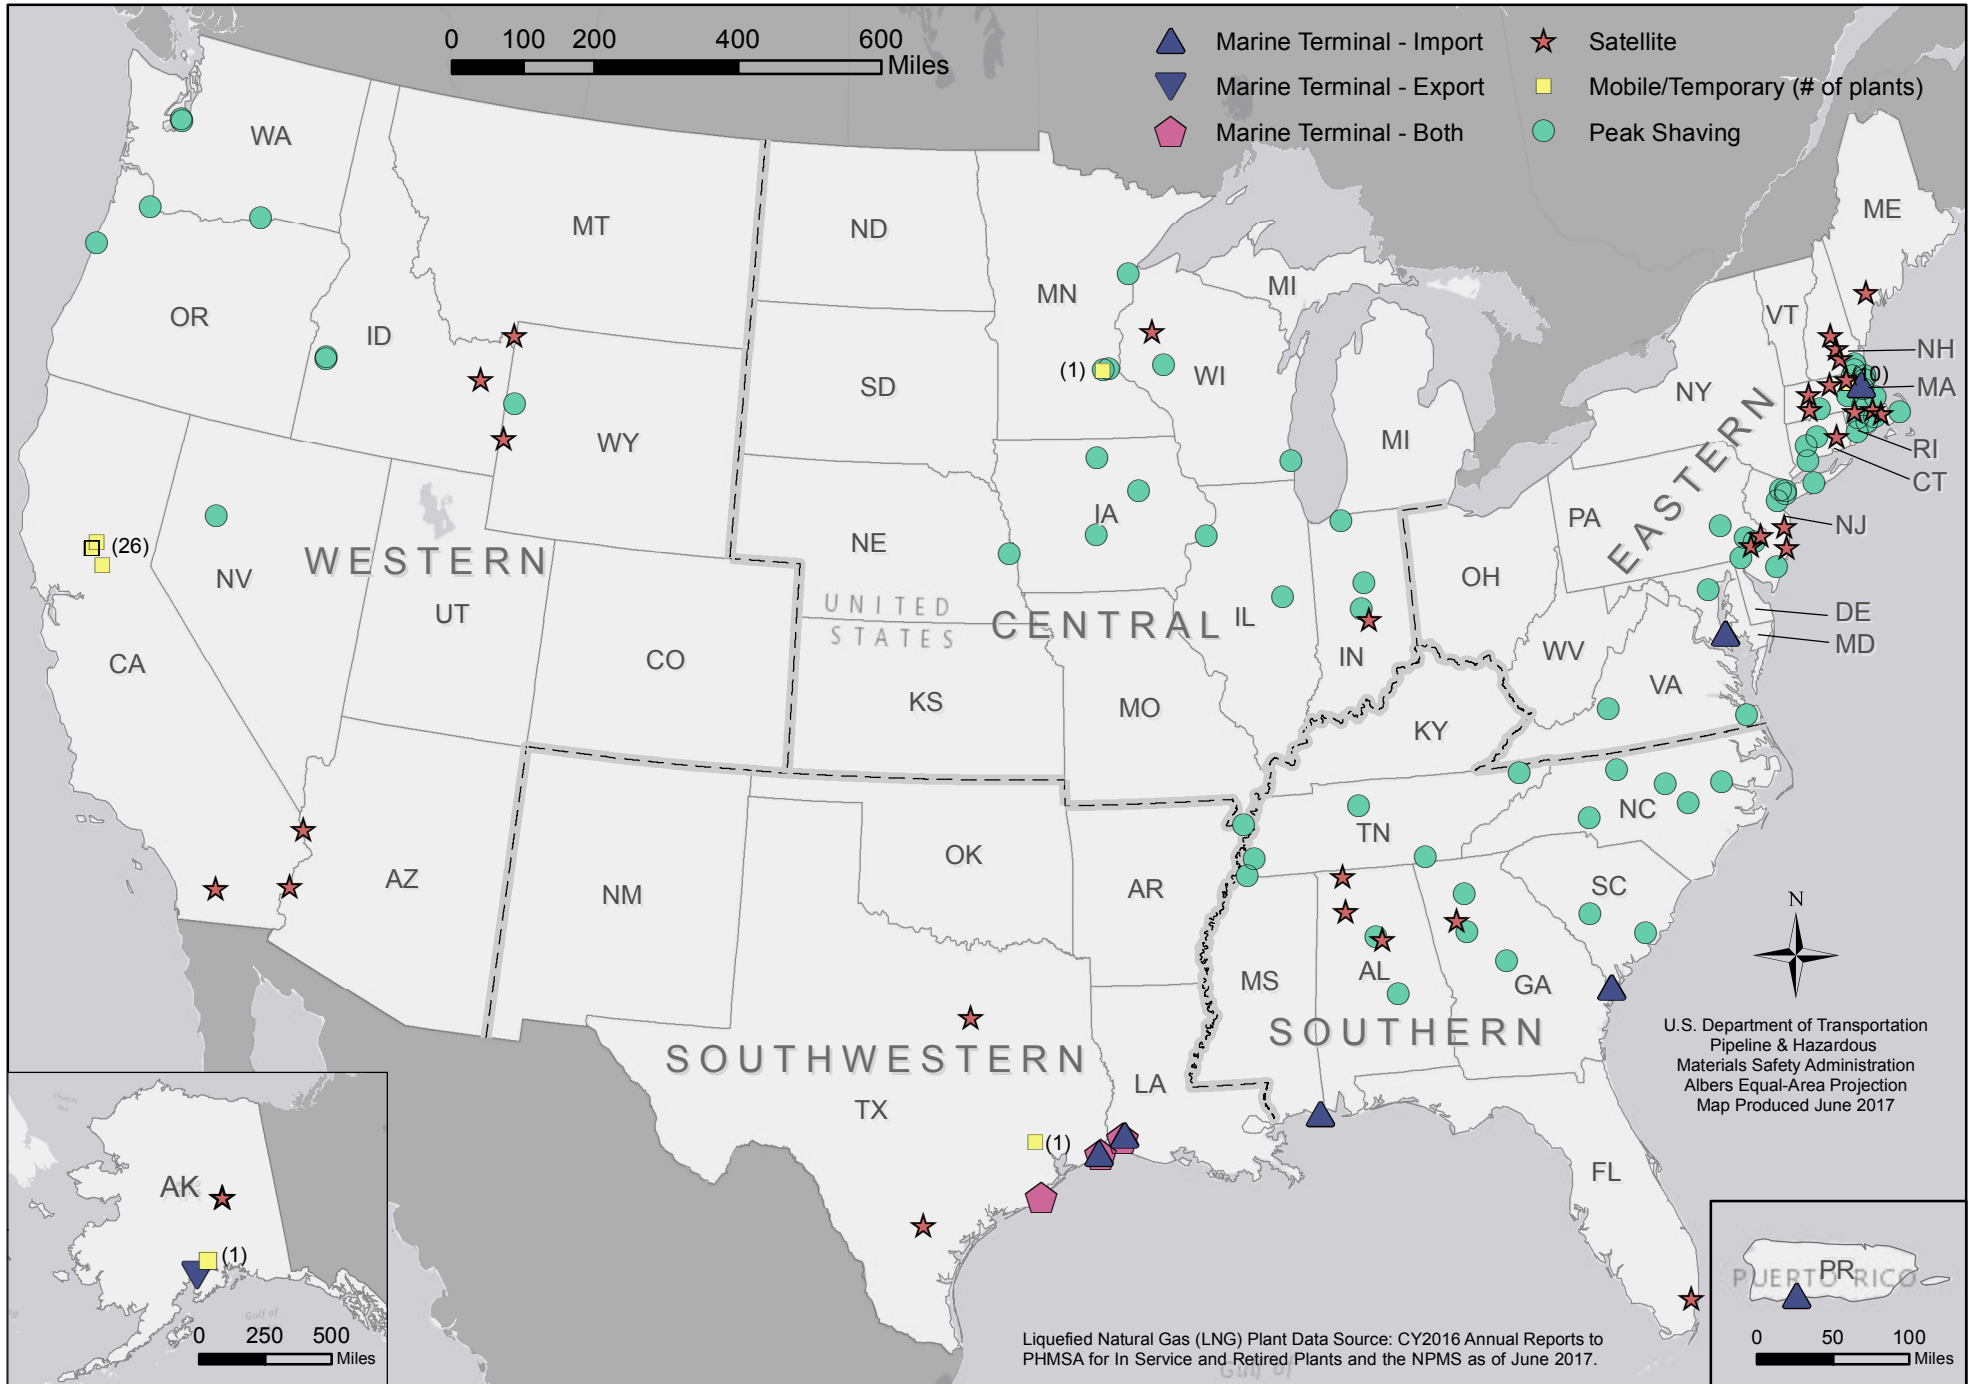 0 100 200 400 600
Miles
Marine Terminal - Import
Marine Terminal - Export
Marine Terminal - Both
Satellite
Mobile/Temporary (# of plants)
Peak Shaving
WA
MT
ND
MN
MI
ME
OR
ID
SD
WI
MI
VT
NH
NY
MA
WY
RI
CT
EASTERN
(1)
NE
IA
PA
NJ
(26)
NV
WESTERN
UT
CO
UNITED
STATES
CENTRAL
IL
IN
OH
WV
DE
MD
CA
KS
MO
KY
VA
AZ
NM
OK
AR
TN
NC
SC
MS
AL
GA
SOUTHERN
SOUTHWESTERN
TX
LA
(1)
FL
N
U.S. Department of Transportation
Pipeline & Hazardous
Materials Safety Administration
Albers Equal-Area Projection
Map Produced June 2017
AK
(1)
Gulf of
0 250 500
Miles
PR
PUERTO RICO
0 50 100
Miles
Liquefied Natural Gas (LNG) Plant Data Source: CY2016 Annual Reports to
PHMSA for In Service and Retired Plants and the NPMS as of June 2017.
Gulf of